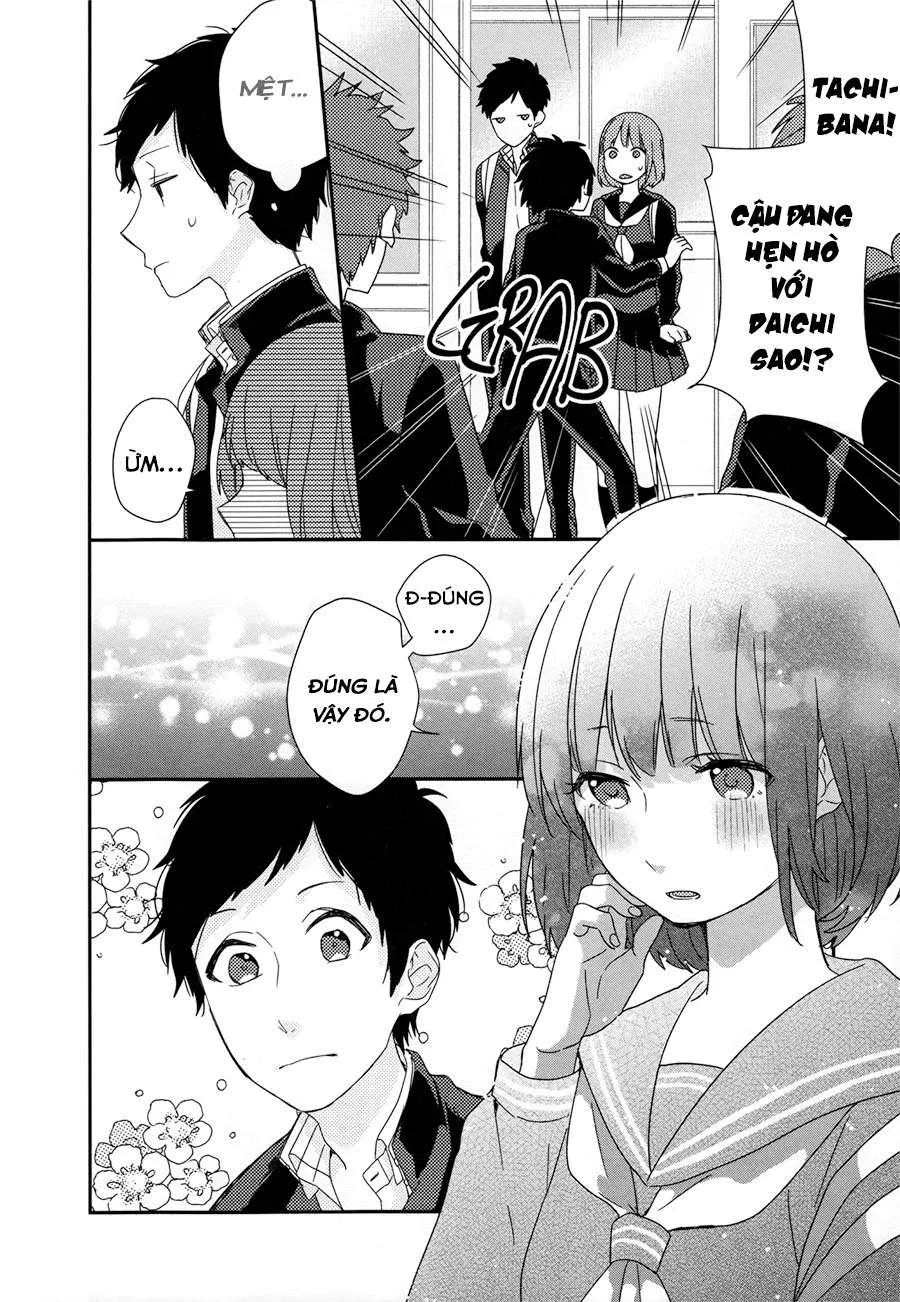 TACHI-
BANA!
CẬU ĐANG
HẸN HÒ
VỚI
DAICHI
SAO!?
GRAB
MỆT...
ỪM...
Đ-ĐÚNG
...
ĐÚNG LÀ
VẬY ĐÓ.